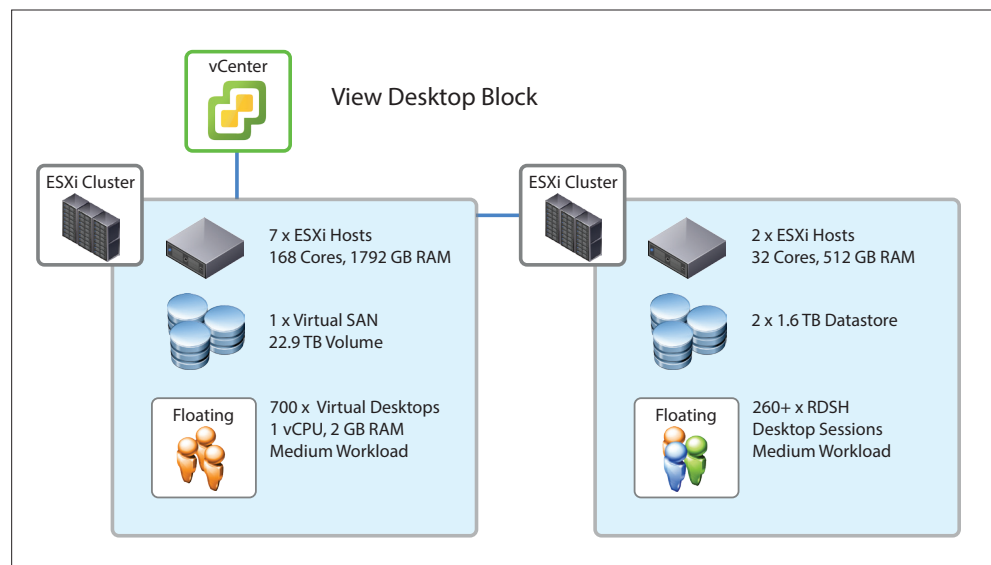 vCenter
View Desktop Block
ESXi Cluster
7 x ESXi Hosts
168 Cores, 1792 GB RAM
1 x Virtual SAN
22.9 TB Volume
Floating
700 x  Virtual Desktops
1 vCPU, 2 GB RAM
Medium Workload
ESXi Cluster
2 x ESXi Hosts
32 Cores, 512 GB RAM
2 x 1.6 TB Datastore
Floating
260+ x RDSH
Desktop Sessions
Medium Workload